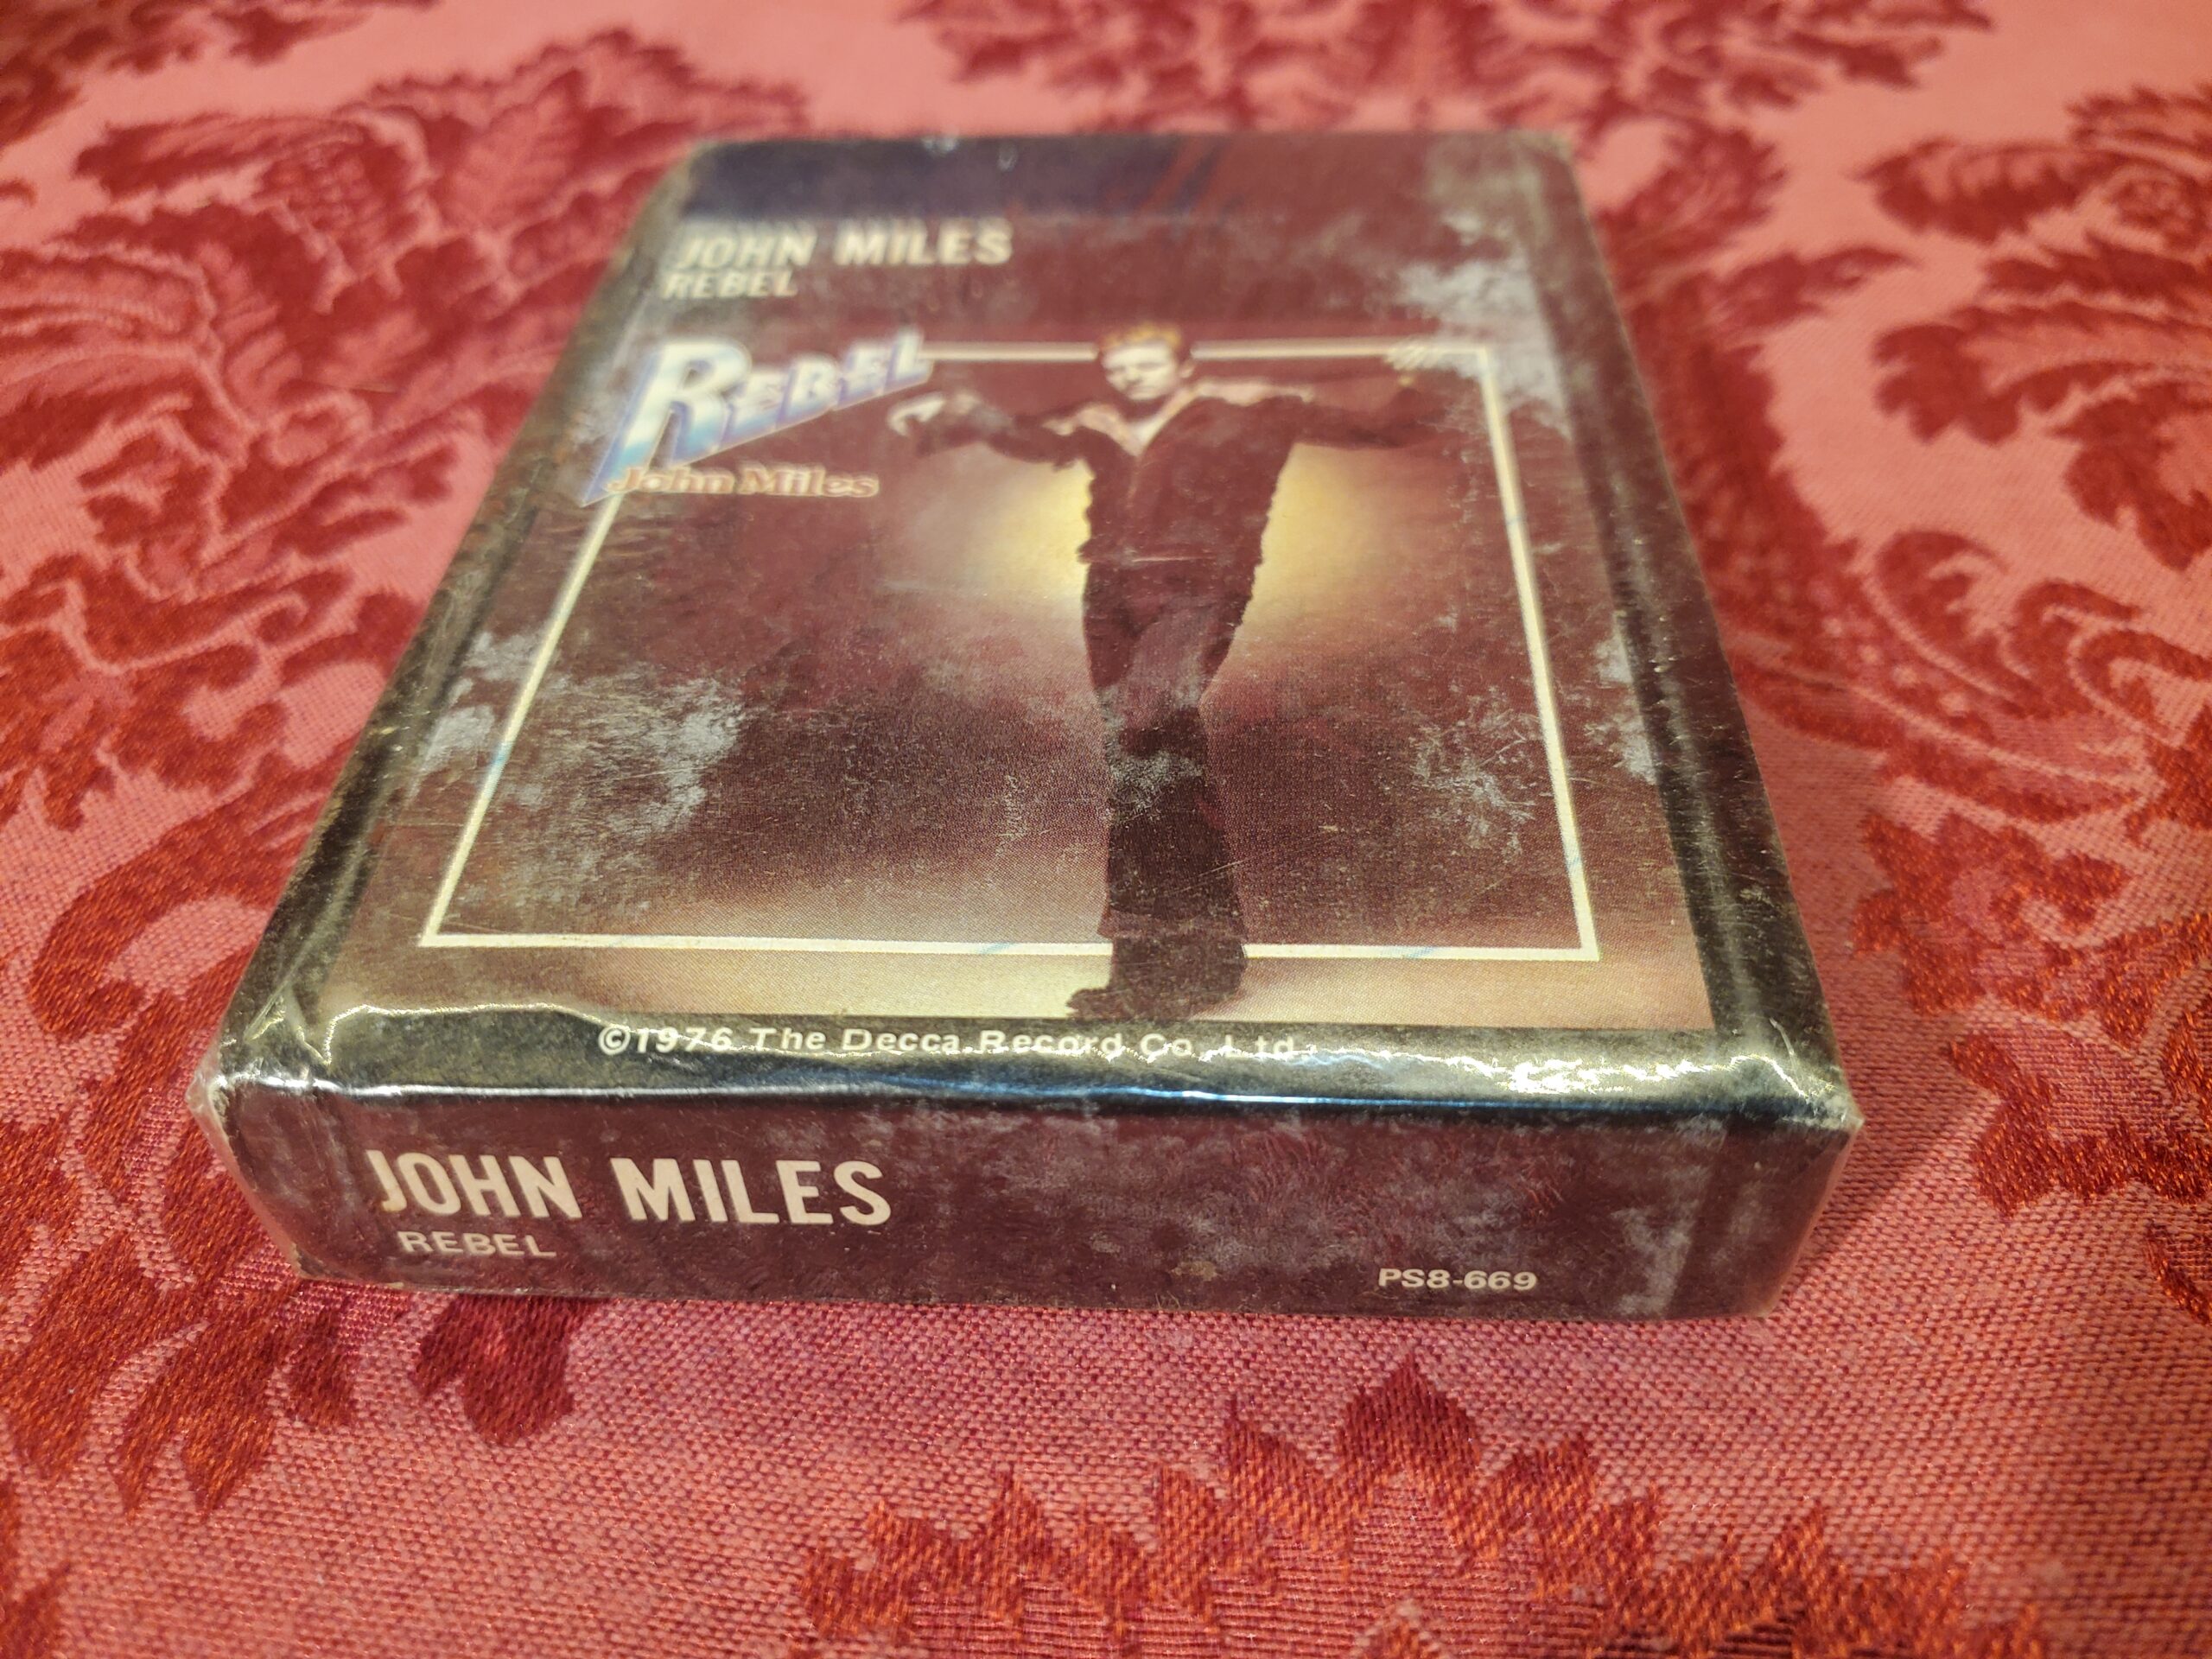 JOHN MILES
REBEL
REBEL
John Miles
©1976 The Decca Record Co. Ltd.
JOHN MILES
REBEL
PS8-669